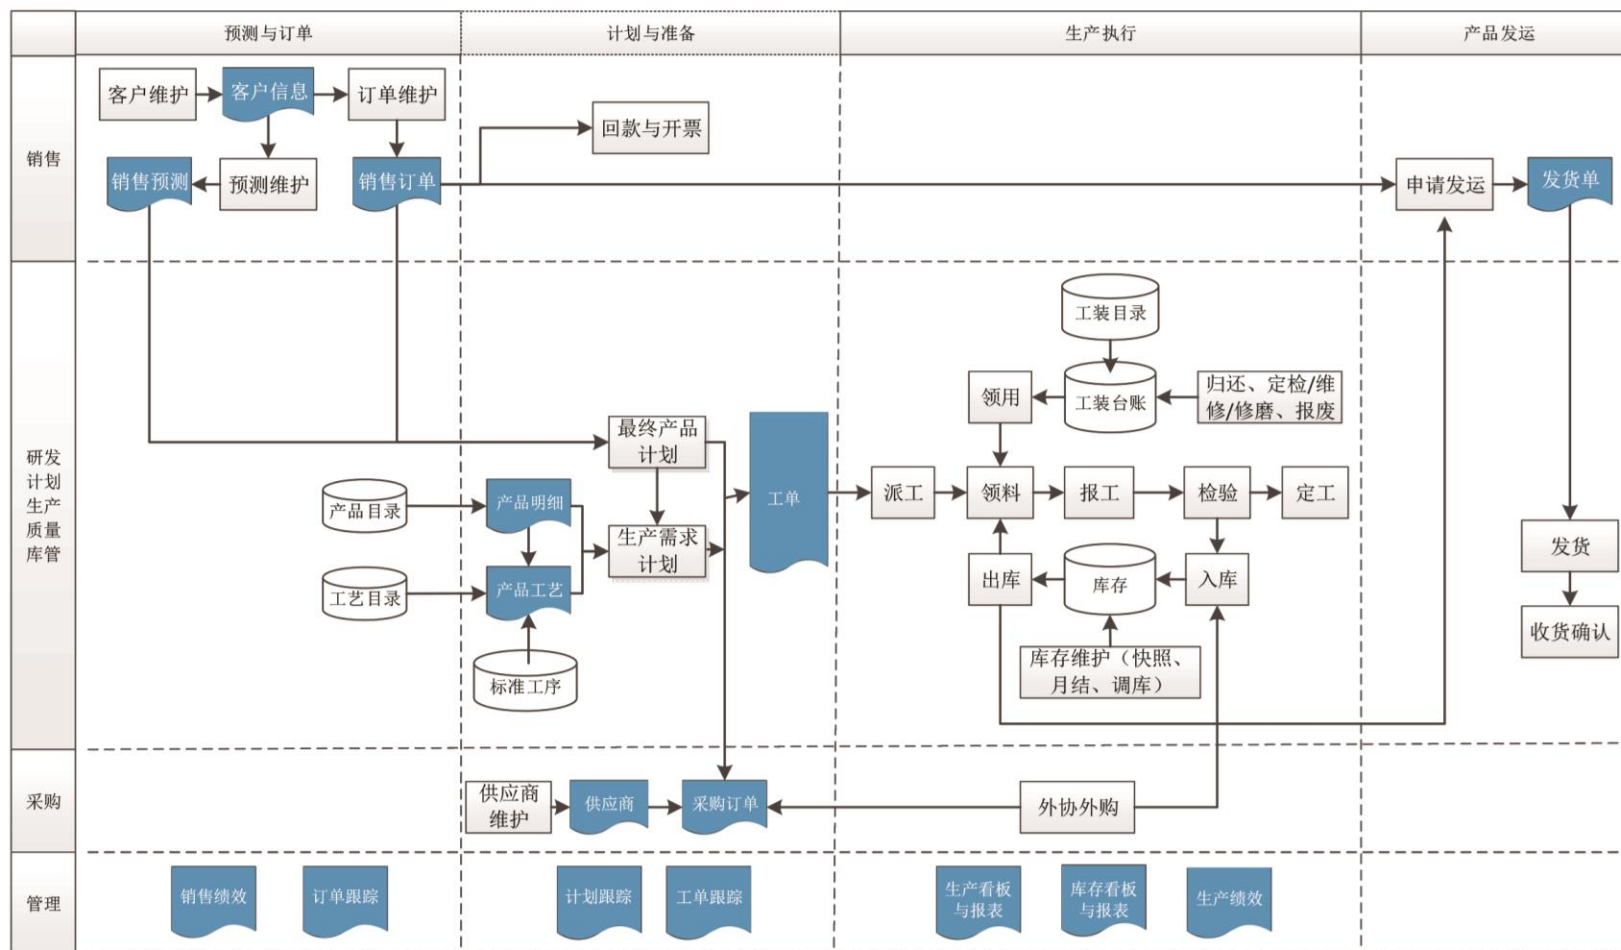 预测与订单
计划与准备
生产执行
产品发运
销售
客户维护
客户信息
订单维护
回款与开票
销售预测
预测维护
销售订单
申请发运
发货单
研发
计划
生产
质量
库管
工装目录
领用
工装台账
归还、定检/维
修/修磨、报废
最终产品
计划
产品目录
产品明细
工单
派工
领料
报工
检验
定工
生产需求
计划
工艺目录
产品工艺
出库
库存
入库
发货
标准工序
库存维护（快照、
月结、调库）
收货确认
采购
供应商
维护
供应商
采购订单
外协外购
管理
销售绩效
订单跟踪
计划跟踪
工单跟踪
生产看板
与报表
库存看板
与报表
生产绩效